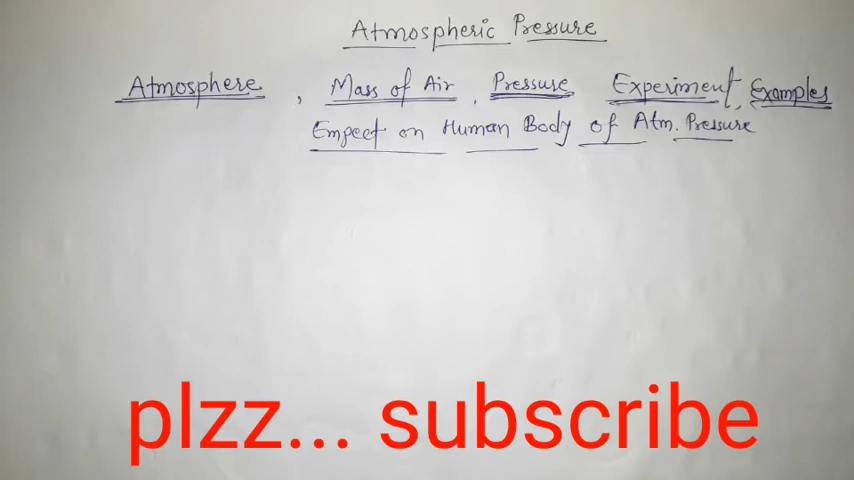 Atmospheric Pressure
Atmosphere, Mass of Air, Pressure Experiment, Examples
Empect on Human Body of Atm. Pressure
plzz... subscribe